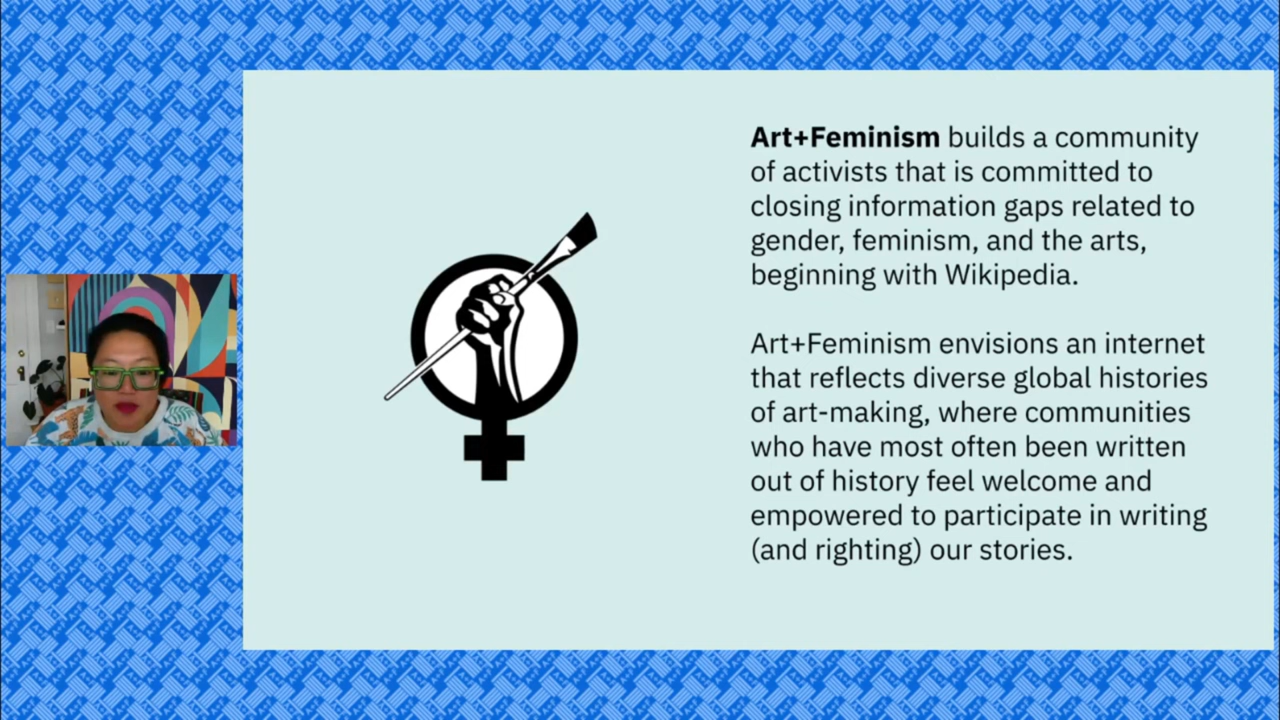 Art+Feminism builds a community
of activists that is committed to
closing information gaps related to
gender, feminism, and the arts,
beginning with Wikipedia.
Art+Feminism envisions an internet
that reflects diverse global histories
of art-making, where communities
who have most often been written
out of history feel welcome and
empowered to participate in writing
(and righting) our stories.